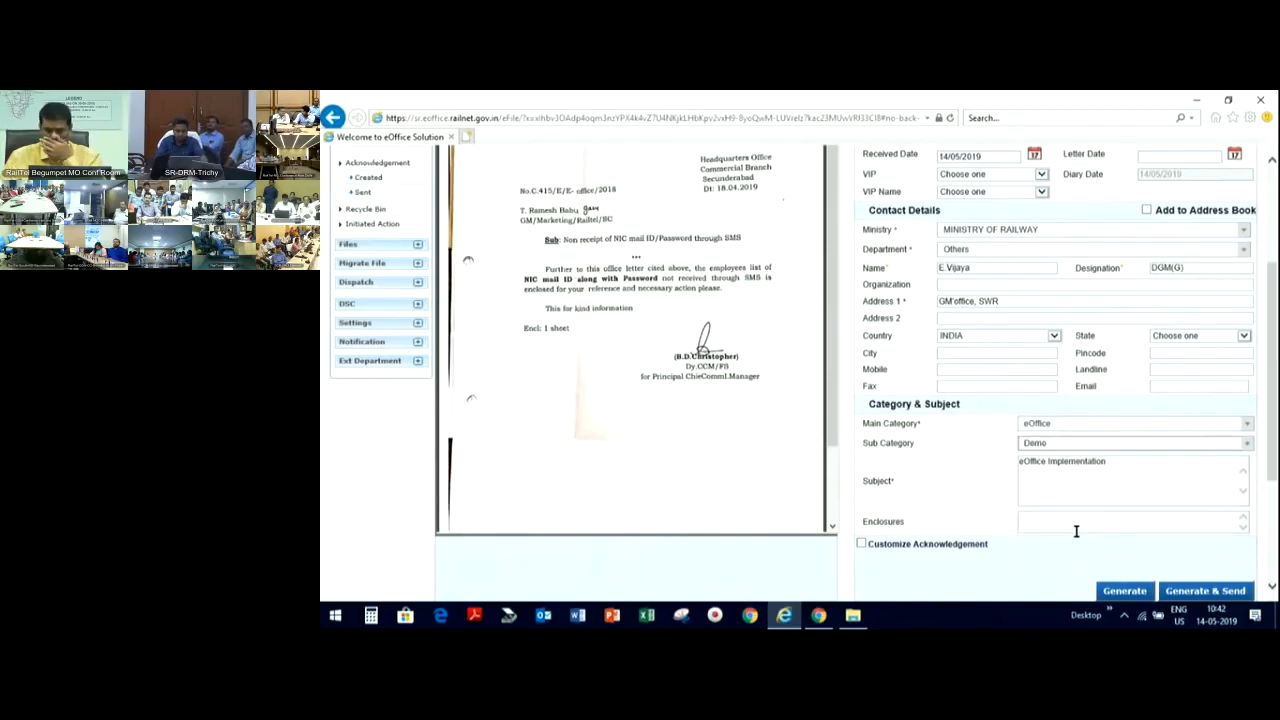 LEGEND
RailTel Begumpet MO Conf Room
SR-DRM-Trichy
Search...
Welcome to eOffice Solution
Acknowledgement
Created
Sent
Recycle Bin
Initiated Action
Files
Migrate File
Dispatch
DSC
Settings
Notification
Ext Department
Headquarters Office
Commercial Branch
Secunderabad
Dt: 18.04.2019
No.C.415/E/E- office/2018
T. Ramesh Babu
GM/Marketing/Railtel/SC
Sub: Non receipt of NIC mail ID/Password through SMS
***
Further to this office letter cited above, the employees list of
NIC mail ID along with Password not received through SMS is
enclosed for your reference and necessary action please.
This for kind information
Encl: 1 sheet
(B.D.Christopher)
Dy.CCM/FS
for Principal ChieComml.Manager
Received Date 14/05/2019 Letter Date
VIP Choose one Diary Date 14/05/2019
VIP Name Choose one
Contact Details Add to Address Book
Ministry * MINISTRY OF RAILWAY
Department * Others
Name* E.Vijaya Designation* DGM(G)
Organization
Address 1 * GM'office, SWR
Address 2
Country INDIA State Choose one
City Pincode
Mobile Landline
Fax Email
Category & Subject
Main Category* eOffice
Sub Category Demo
Subject* eOffice Implementation
Enclosures
Customize Acknowledgement
Generate Generate & Send
Desktop ENG 10:42
US 14-05-2019